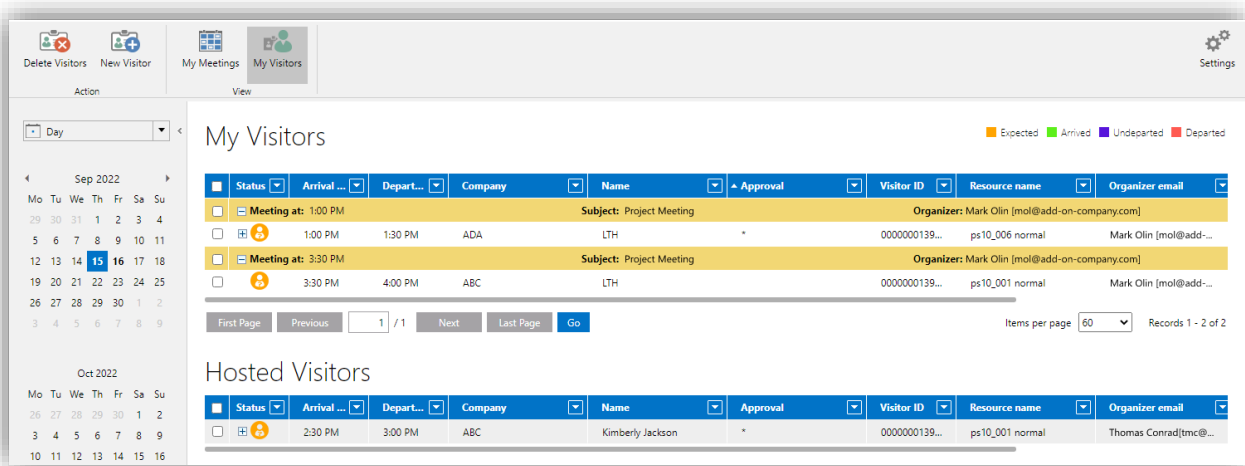 Delete Visitors New Visitor My Meetings My Visitors Settings
Action View
Day
My Visitors
Expected Arrived Undeparted Departed
Sep 2022
Mo Tu We Th Fr Sa Su
29 30 31 1 2 3 4
5 6 7 8 9 10 11
12 13 14 15 16 17 18
19 20 21 22 23 24 25
26 27 28 29 30 1 2
3 4 5 6 7 8 9
Status Arrival ... Depart... Company Name Approval Visitor ID Resource name Organizer email
Meeting at: 1:00 PM Subject: Project Meeting Organizer: Mark Olin [mol@add-on-company.com]
1:00 PM 1:30 PM ADA LTH * 0000000139... ps10_006 normal Mark Olin [mol@add-...
Meeting at: 3:30 PM Subject: Project Meeting Organizer: Mark Olin [mol@add-on-company.com]
3:30 PM 4:00 PM ABC LTH 0000000139... ps10_001 normal Mark Olin [mol@add-...
First Page Previous 1 / 1 Next Last Page Go Items per page 60 Records 1 - 2 of 2
Oct 2022
Mo Tu We Th Fr Sa Su
26 27 28 29 30 1 2
3 4 5 6 7 8 9
10 11 12 13 14 15 16
Hosted Visitors
Status Arrival ... Depart... Company Name Approval Visitor ID Resource name Organizer email
2:30 PM 3:00 PM ABC Kimberly Jackson * 0000000139... ps10_001 normal Thomas Conrad[tmc@...